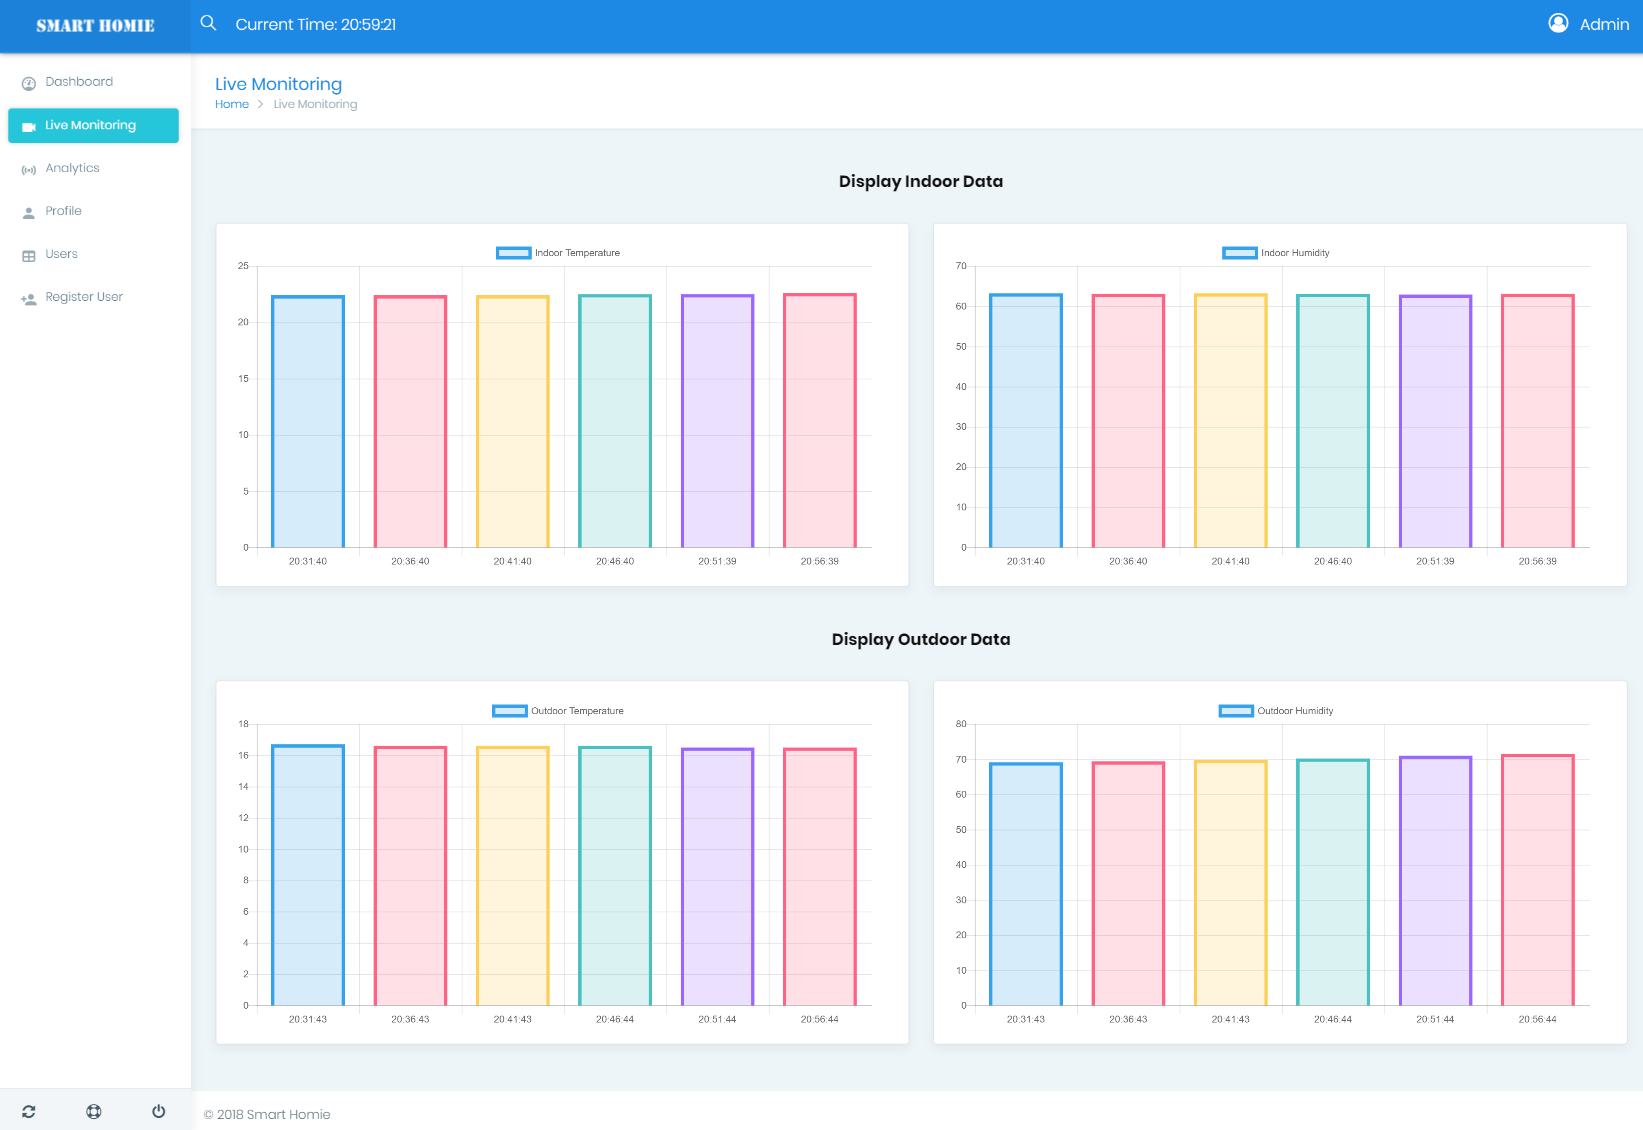 SMART HOMIE
Current Time: 20:59:21
Admin
Dashboard
Live Monitoring
Analytics
Profile
Users
Register User
Live Monitoring
Home > Live Monitoring
Display Indoor Data
Indoor Temperature
25
20
15
10
5
0
20:31:40 20:36:40 20:41:40 20:46:40 20:51:39 20:56:39
Indoor Humidity
70
60
50
40
30
20
10
0
20:31:40 20:36:40 20:41:40 20:46:40 20:51:39 20:56:39
Display Outdoor Data
Outdoor Temperature
18
16
14
12
10
8
6
4
2
0
20:31:43 20:36:43 20:41:43 20:46:44 20:51:44 20:56:44
Outdoor Humidity
80
70
60
50
40
30
20
10
0
20:31:43 20:36:43 20:41:43 20:46:44 20:51:44 20:56:44
© 2018 Smart Homie